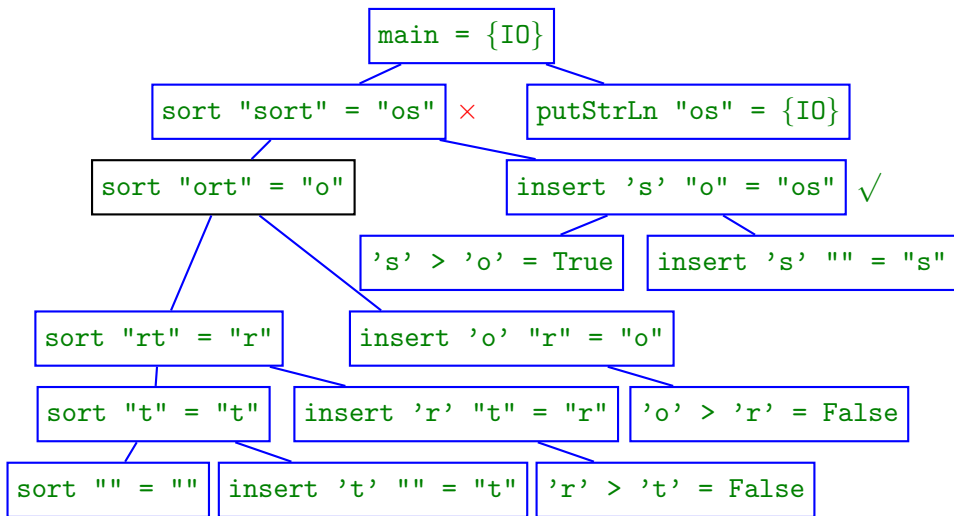 main = {IO}
sort "sort" = "os" ×
putStrLn "os" = {IO}
sort "ort" = "o"
insert 's' "o" = "os" √
's' > 'o' = True
insert 's' "" = "s"
sort "rt" = "r"
insert 'o' "r" = "o"
sort "t" = "t"
insert 'r' "t" = "r"
'o' > 'r' = False
sort "" = ""
insert 't' "" = "t"
'r' > 't' = False